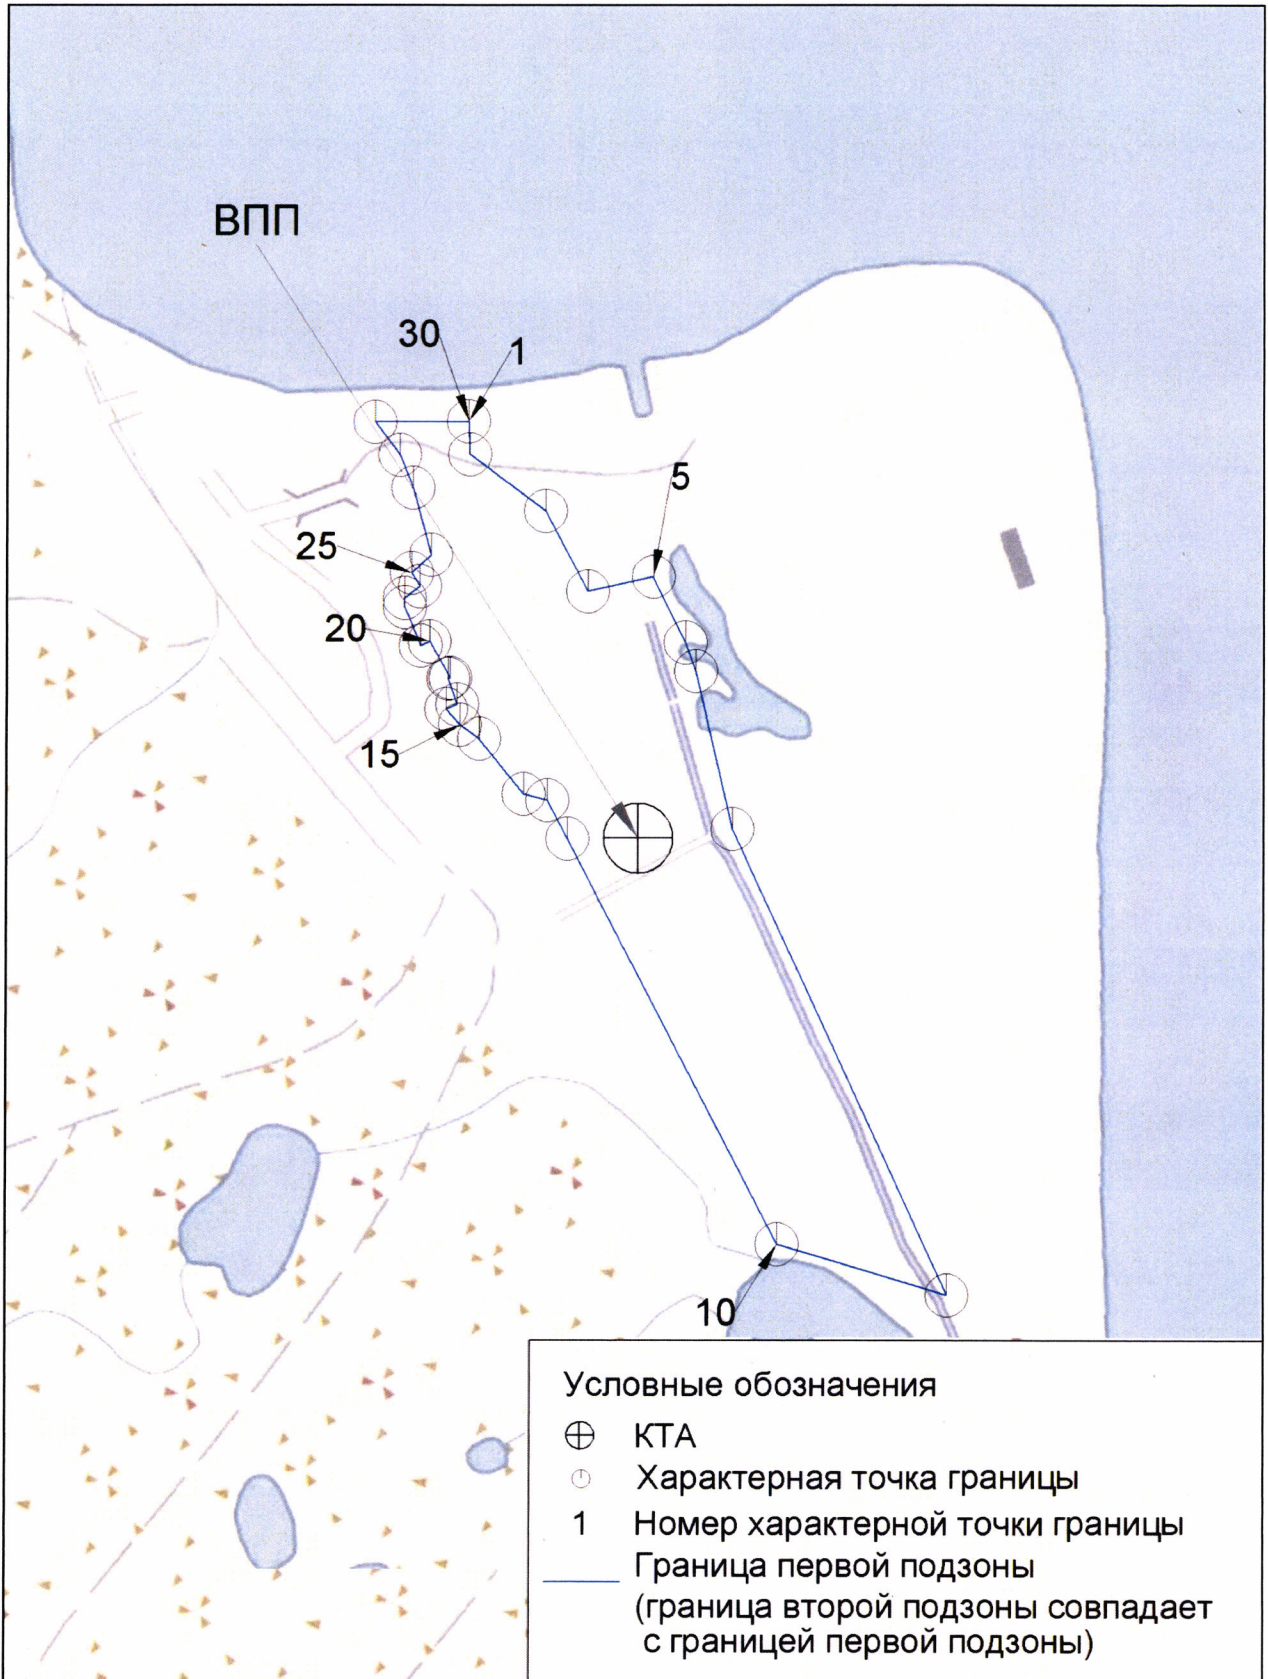 ВПП
30
1
5
25
20
15
10
Условные обозначения
КТА
Характерная точка границы
1 Номер характерной точки границы
Граница первой подзоны
(граница второй подзоны совпадает
с границей первой подзоны)